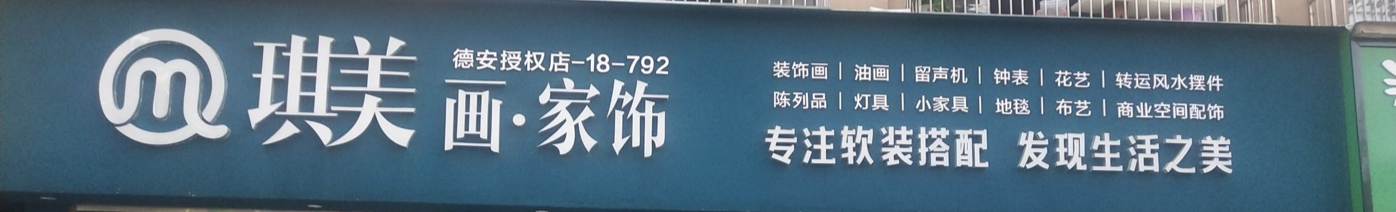 琪美
德安授权店-18-792
画·家饰
装饰画 | 油画 | 留声机 | 钟表 | 花艺 | 转运风水摆件
陈列品 | 灯具 | 小家具 | 地毯 | 布艺 | 商业空间配饰
专注软装搭配 发现生活之美